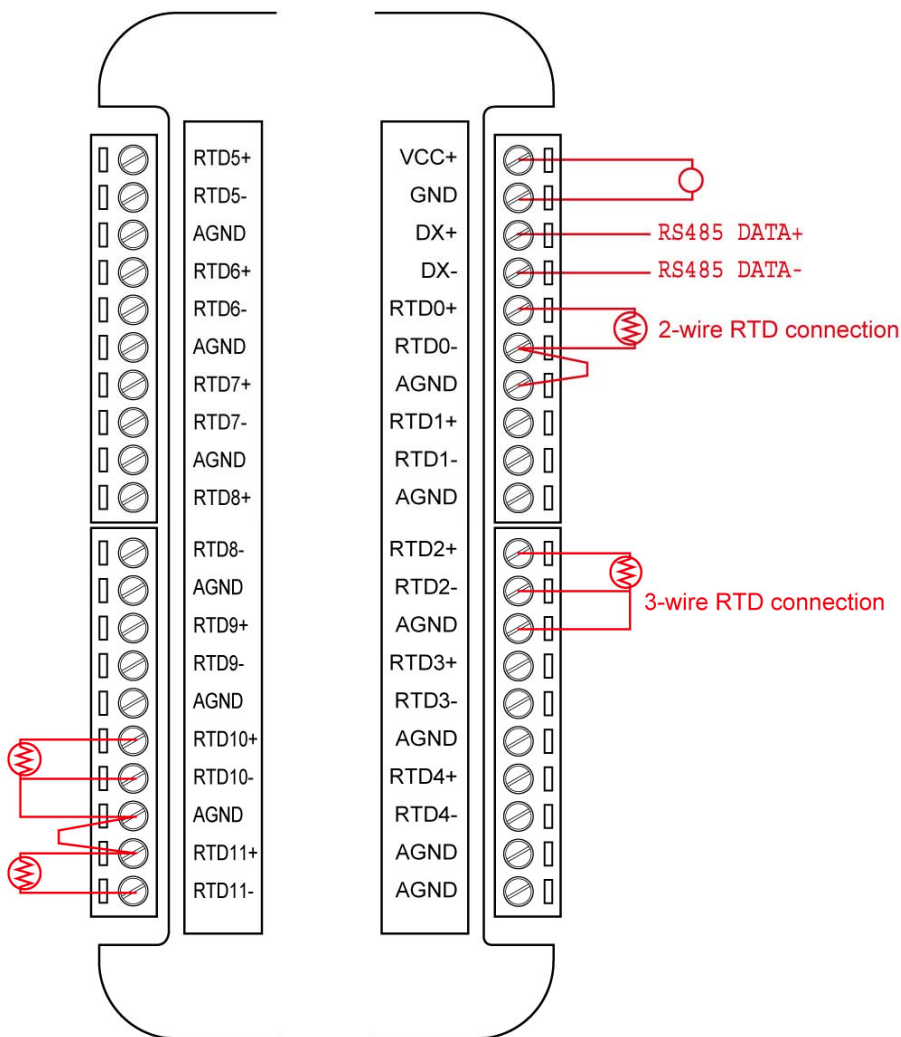 RTD5+
RTD5-
AGND
RTD6+
RTD6-
AGND
RTD7+
RTD7-
AGND
RTD8+
RTD8-
AGND
RTD9+
RTD9-
AGND
RTD10+
RTD10-
AGND
RTD11+
RTD11-
VCC+
GND
DX+
RS485 DATA+
DX-
RS485 DATA-
RTD0+
2-wire RTD connection
RTD0-
AGND
RTD1+
RTD1-
AGND
RTD2+
RTD2-
3-wire RTD connection
AGND
RTD3+
RTD3-
AGND
RTD4+
RTD4-
AGND
AGND